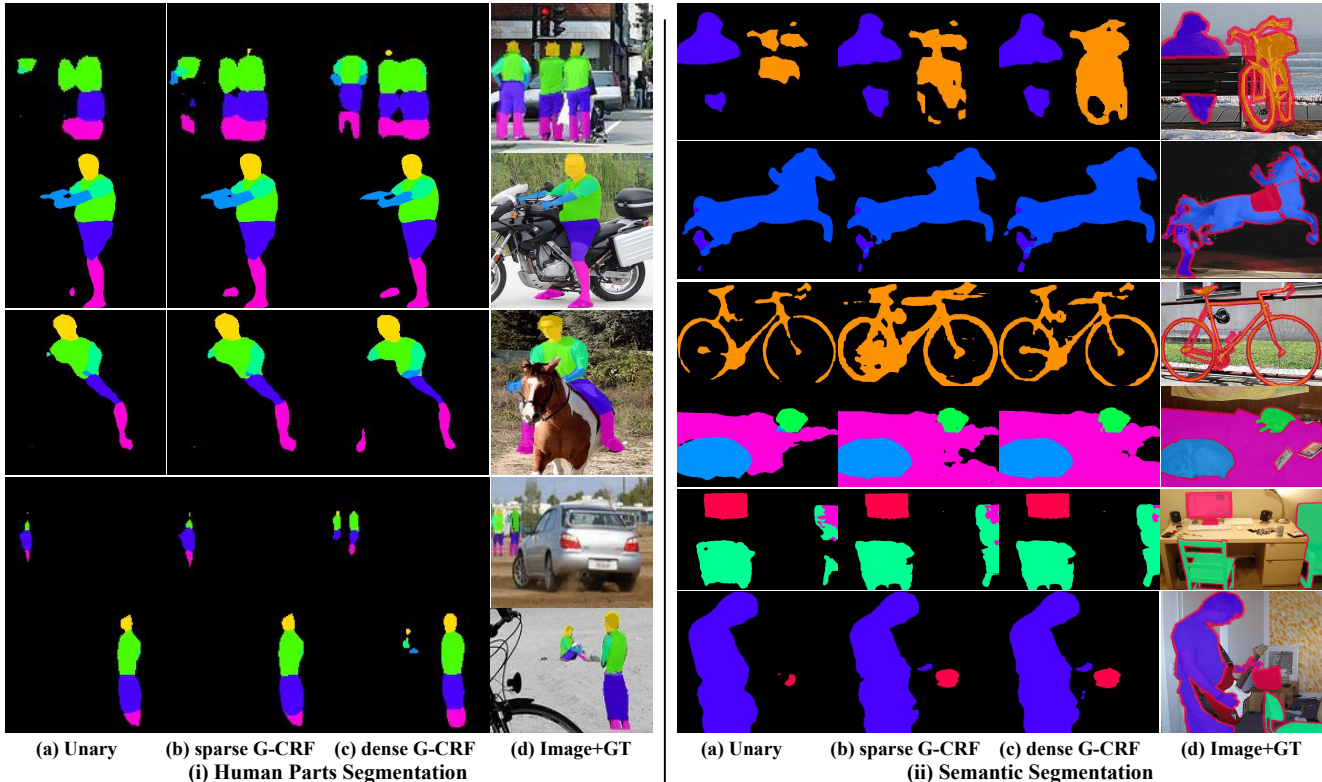 (a) Unary (b) sparse G-CRF (c) dense G-CRF (d) Image+GT
(i) Human Parts Segmentation
(a) Unary (b) sparse G-CRF (c) dense G-CRF (d) Image+GT
(ii) Semantic Segmentation